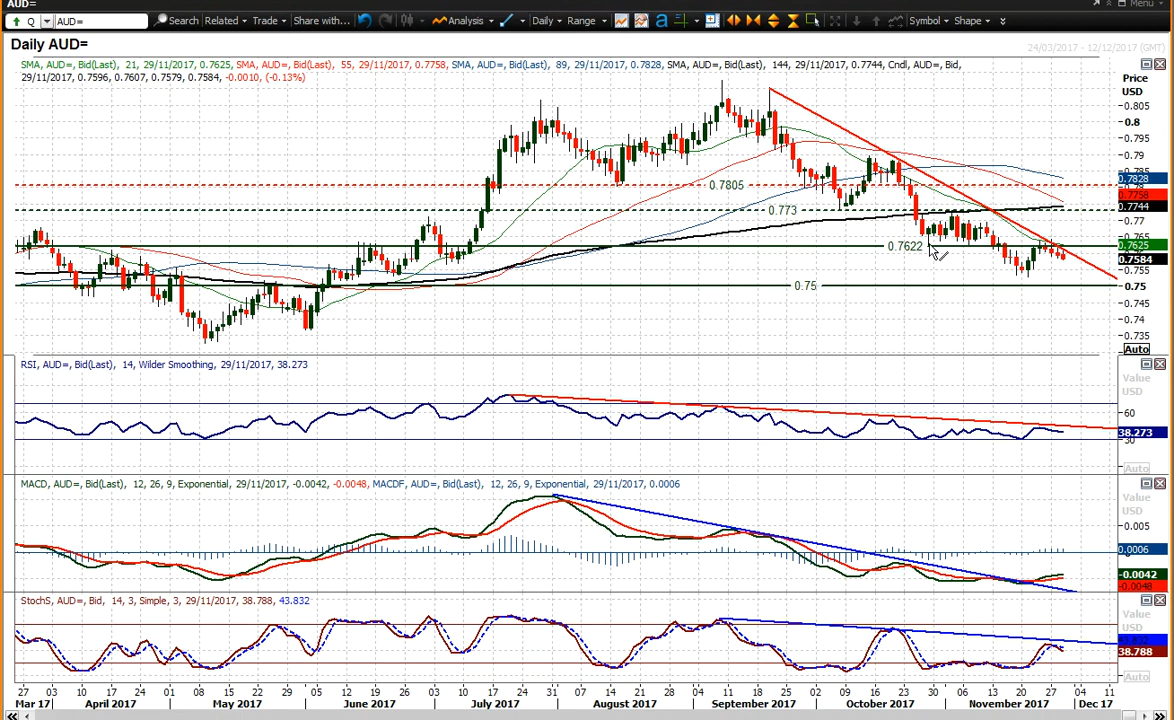 AUD=
Menu
Q AUD= Search Related Trade Share with... Analysis Daily Range Symbol Shape
Daily AUD=
24/03/2017 - 12/12/2017 (GMT)
SMA, AUD=, Bid(Last), 21, 29/11/2017, 0.7625, SMA, AUD=, Bid(Last), 55, 29/11/2017, 0.7758, SMA, AUD=, Bid(Last), 89, 29/11/2017, 0.7828, SMA, AUD=, Bid(Last), 144, 29/11/2017, 0.7744, Cndl, AUD=, Bid,
29/11/2017, 0.7596, 0.7607, 0.7579, 0.7584, -0.0010, (-0.13%)
Price
USD
0.805
0.8
0.795
0.79
0.7828
0.7805
0.7758
0.7744
0.773
0.77
0.7625
0.7622
0.7584
0.755
0.75
0.75
0.745
0.74
0.735
Auto
RSI, AUD=, Bid(Last), 14, Wilder Smoothing, 29/11/2017, 38.273
Value
USD
60
38.273
30
Auto
MACD, AUD=, Bid(Last), 12, 26, 9, Exponential, 29/11/2017, -0.0042, -0.0048, MACDF, AUD=, Bid(Last), 12, 26, 9, Exponential, 29/11/2017, 0.0006
Value
USD
0.005
0.0006
-0.0042
-0.0048
StochS, AUD=, Bid, 14, 3, Simple, 3, 29/11/2017, 38.788, 43.832
Value
USD
43.832
38.788
Auto
27 03 10 17 24 01 08 15 22 29 05 12 19 26 03 10 17 24 31 07 14 21 28 04 11 18 25 02 09 16 23 30 06 13 20 27 04 11
Mar 17 April 2017 May 2017 June 2017 July 2017 August 2017 September 2017 October 2017 November 2017 Dec 17